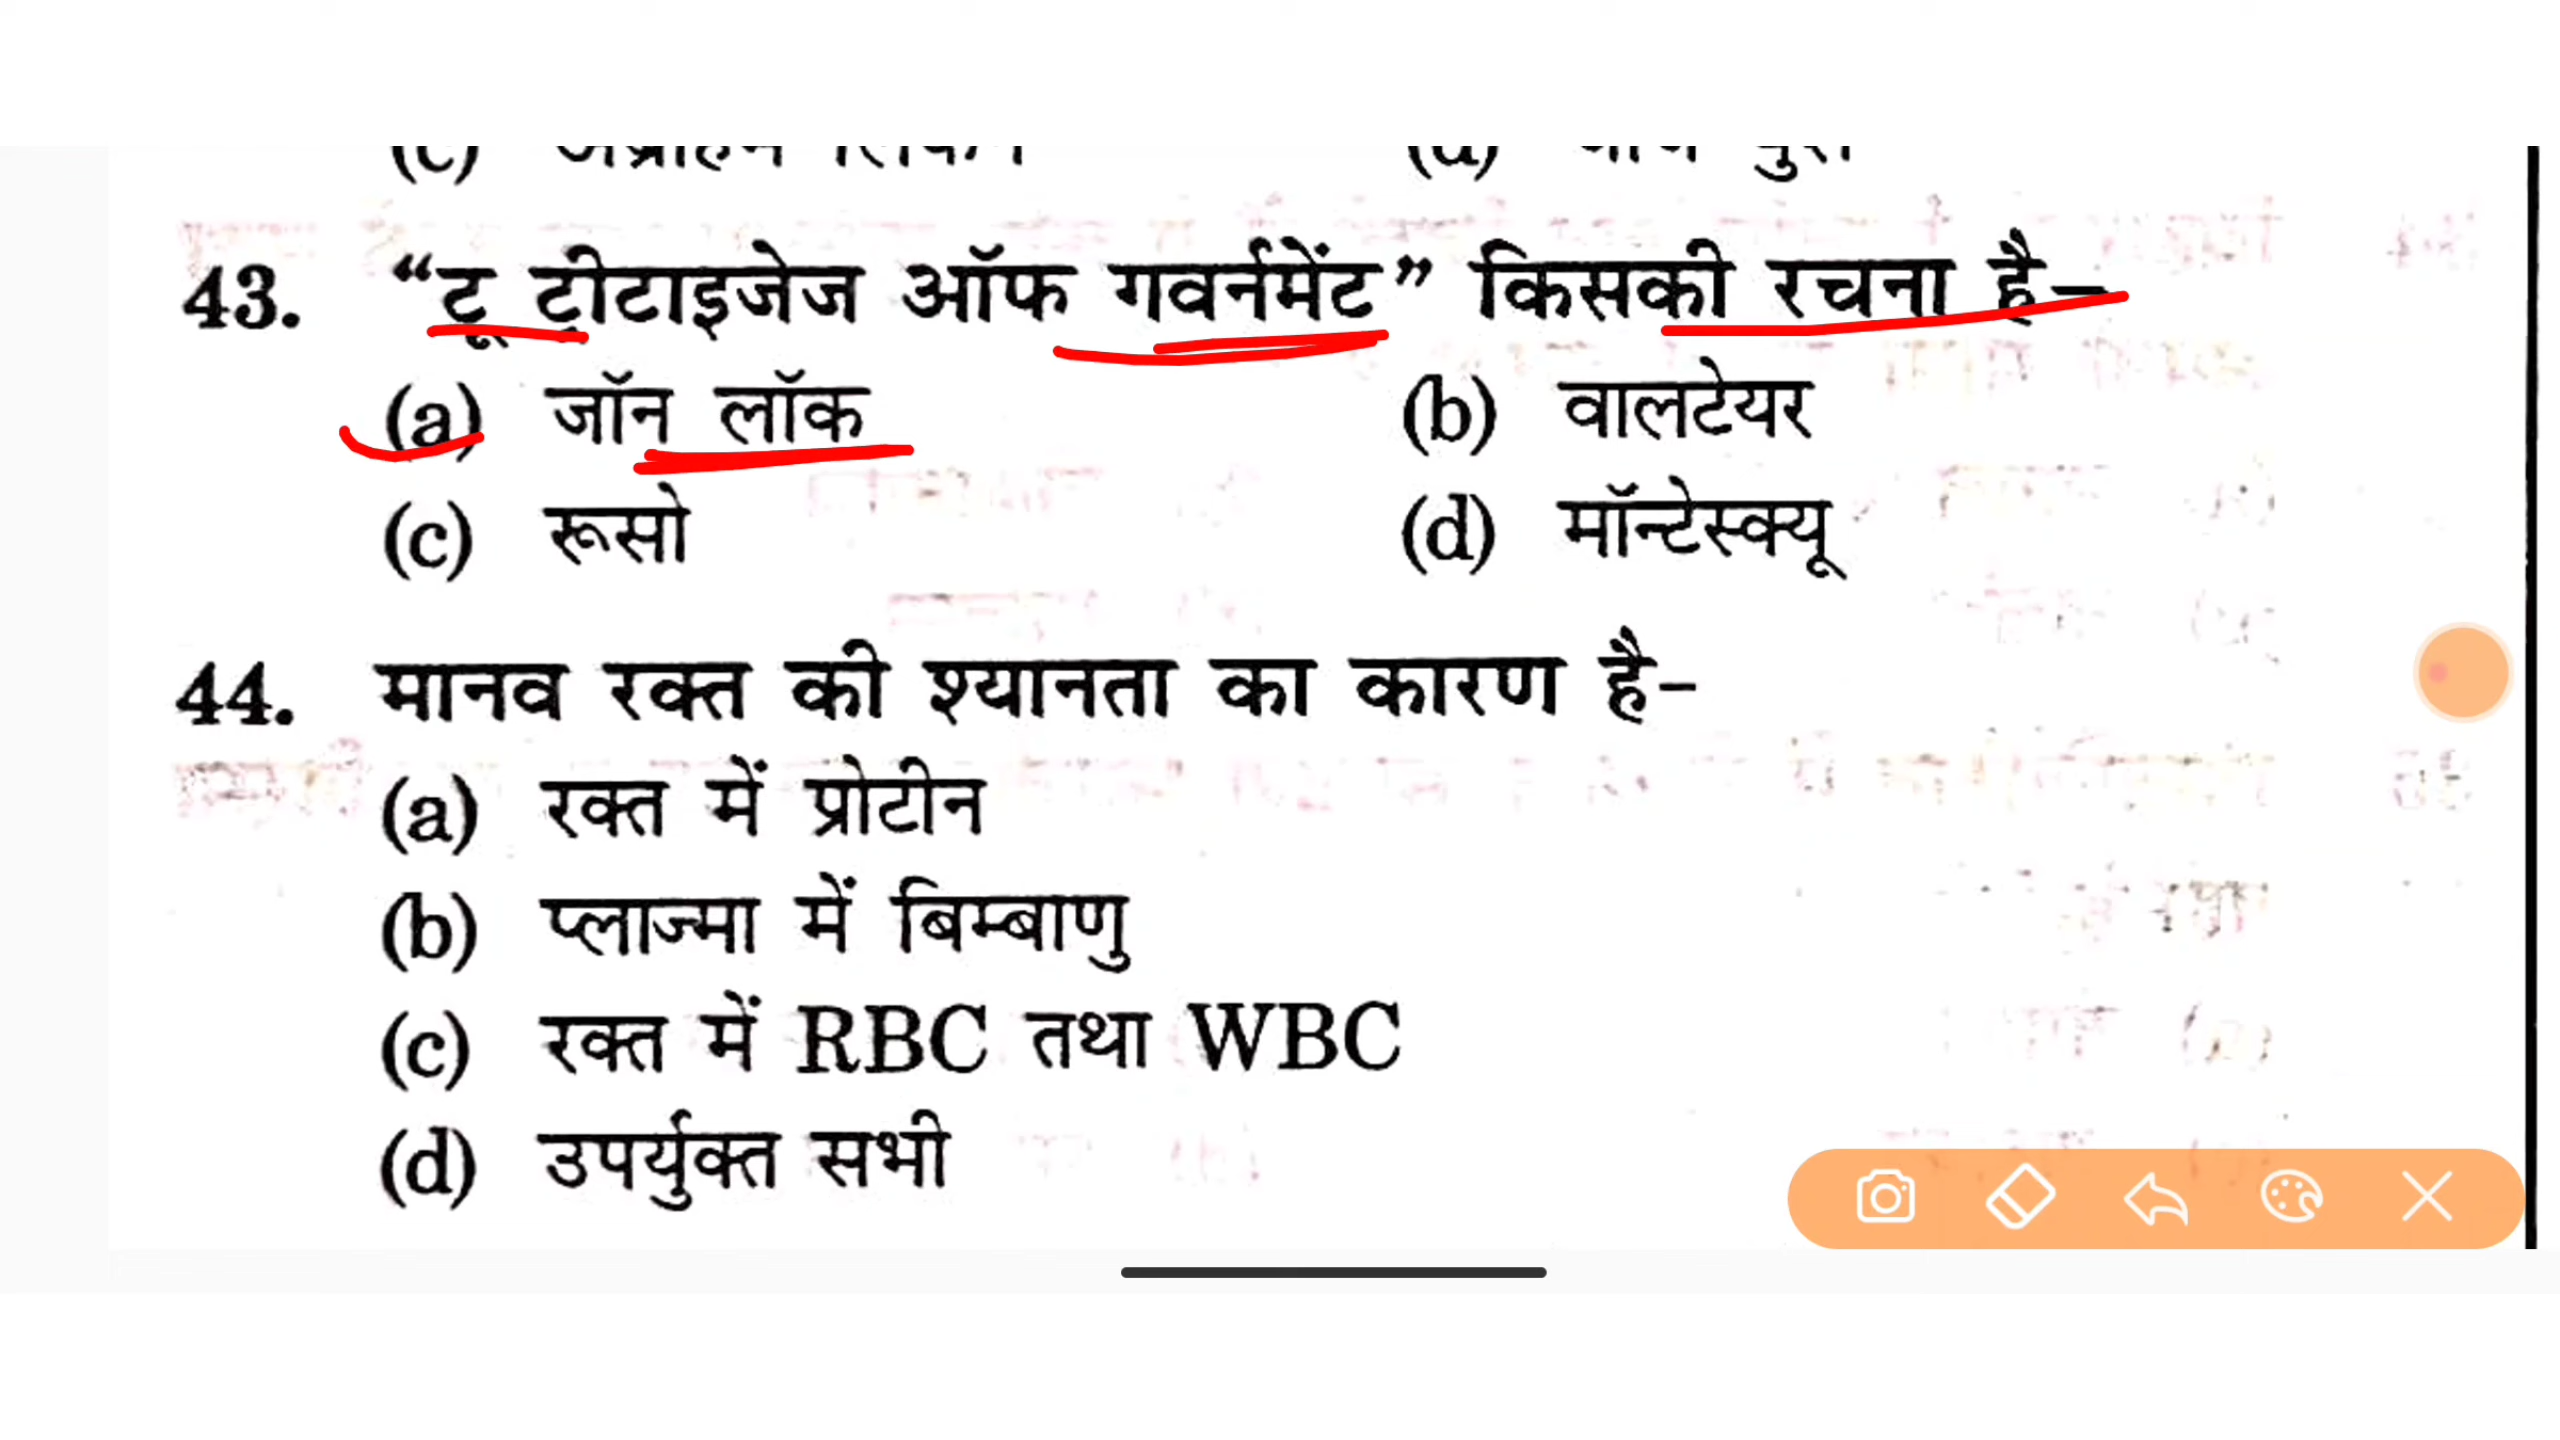 (c)
43. “टू ट्रीटाइजेज ऑफ गवर्नमेंट” किसकी रचना है–
(a) जॉन लॉक (b) वालटेयर
(c) रूसो (d) मॉन्टेस्क्यू
44. मानव रक्त की श्यानता का कारण है–
(a) रक्त में प्रोटीन
(b) प्लाज्मा में बिम्बाणु
(c) रक्त में RBC तथा WBC
(d) उपर्युक्त सभी